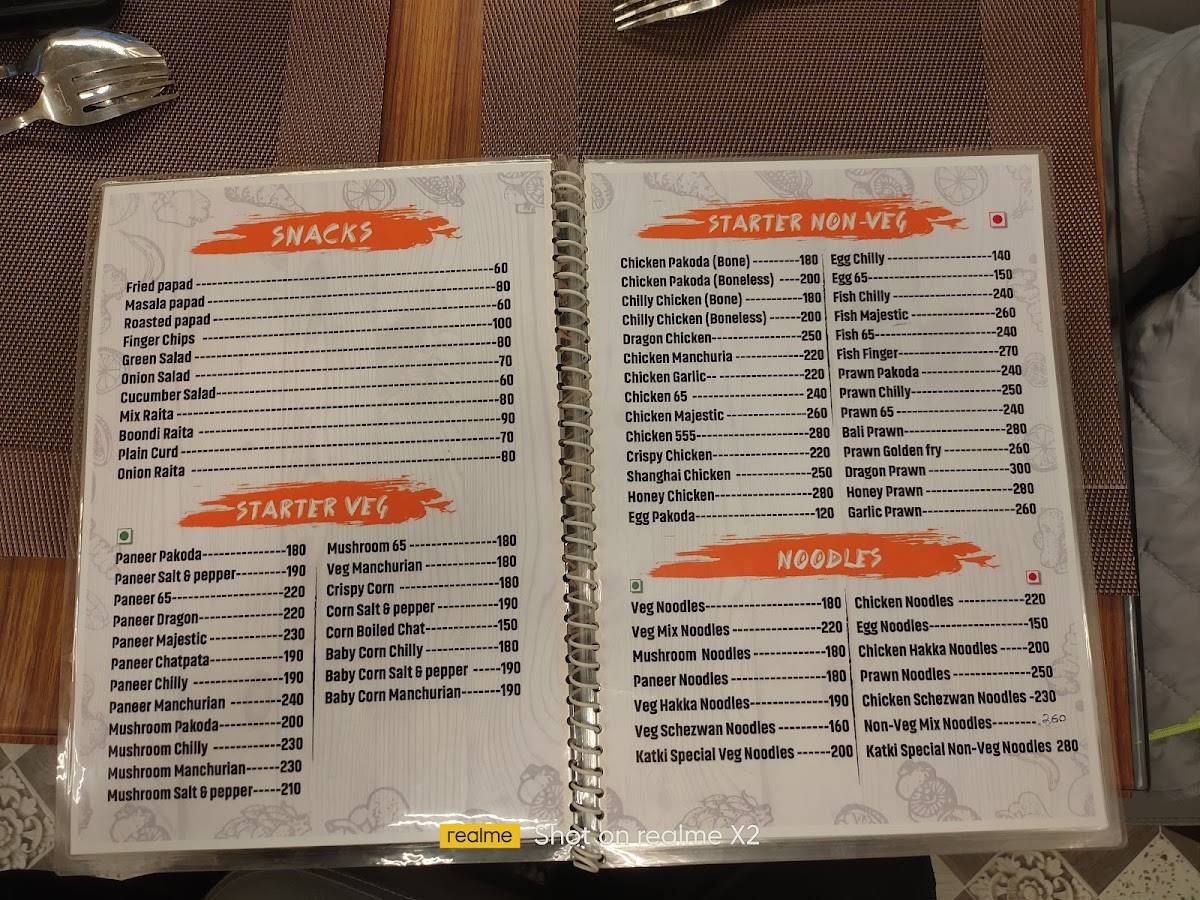 SNACKS
Fried papad 60
Masala papad 80
Roasted papad 60
Finger Chips 100
Green Salad 80
Onion Salad 70
Cucumber Salad 60
Mix Raita 80
Boondi Raita 90
Plain Curd 70
Onion Raita 80
STARTER VEG
Paneer Pakoda 180
Paneer Salt & pepper 190
Paneer 65 220
Paneer Dragon 220
Paneer Majestic 230
Paneer Chatpata 190
Paneer Chilly 190
Paneer Manchurian 240
Mushroom Pakoda 200
Mushroom Chilly 230
Mushroom Manchurian 230
Mushroom Salt & pepper 210
Mushroom 65 180
Veg Manchurian 180
Crispy Corn 180
Corn Salt & pepper 190
Corn Boiled Chat 150
Baby Corn Chilly 180
Baby Corn Salt & pepper 190
Baby Corn Manchurian 190
STARTER NON-VEG
Chicken Pakoda (Bone) 180
Chicken Pakoda (Boneless) 200
Chilly Chicken (Bone) 180
Chilly Chicken (Boneless) 200
Dragon Chicken 250
Chicken Manchuria 220
Chicken Garlic 220
Chicken 65 240
Chicken Majestic 260
Chicken 555 280
Crispy Chicken 220
Shanghai Chicken 250
Honey Chicken 280
Egg Pakoda 120
Egg Chilly 140
Egg 65 150
Fish Chilly 240
Fish Majestic 260
Fish 65 240
Fish Finger 270
Prawn Pakoda 240
Prawn Chilly 250
Prawn 65 240
Bali Prawn 280
Prawn Golden fry 260
Dragon Prawn 300
Honey Prawn 280
Garlic Prawn 260
NOODLES
Veg Noodles 180
Veg Mix Noodles 220
Mushroom Noodles 180
Paneer Noodles 180
Veg Hakka Noodles 190
Veg Schezwan Noodles 160
Katki Special Veg Noodles 200
Chicken Noodles 220
Egg Noodles 150
Chicken Hakka Noodles 200
Prawn Noodles 250
Chicken Schezwan Noodles 230
Non-Veg Mix Noodles 260
Katki Special Non-Veg Noodles 280
realme Shot on realme X2